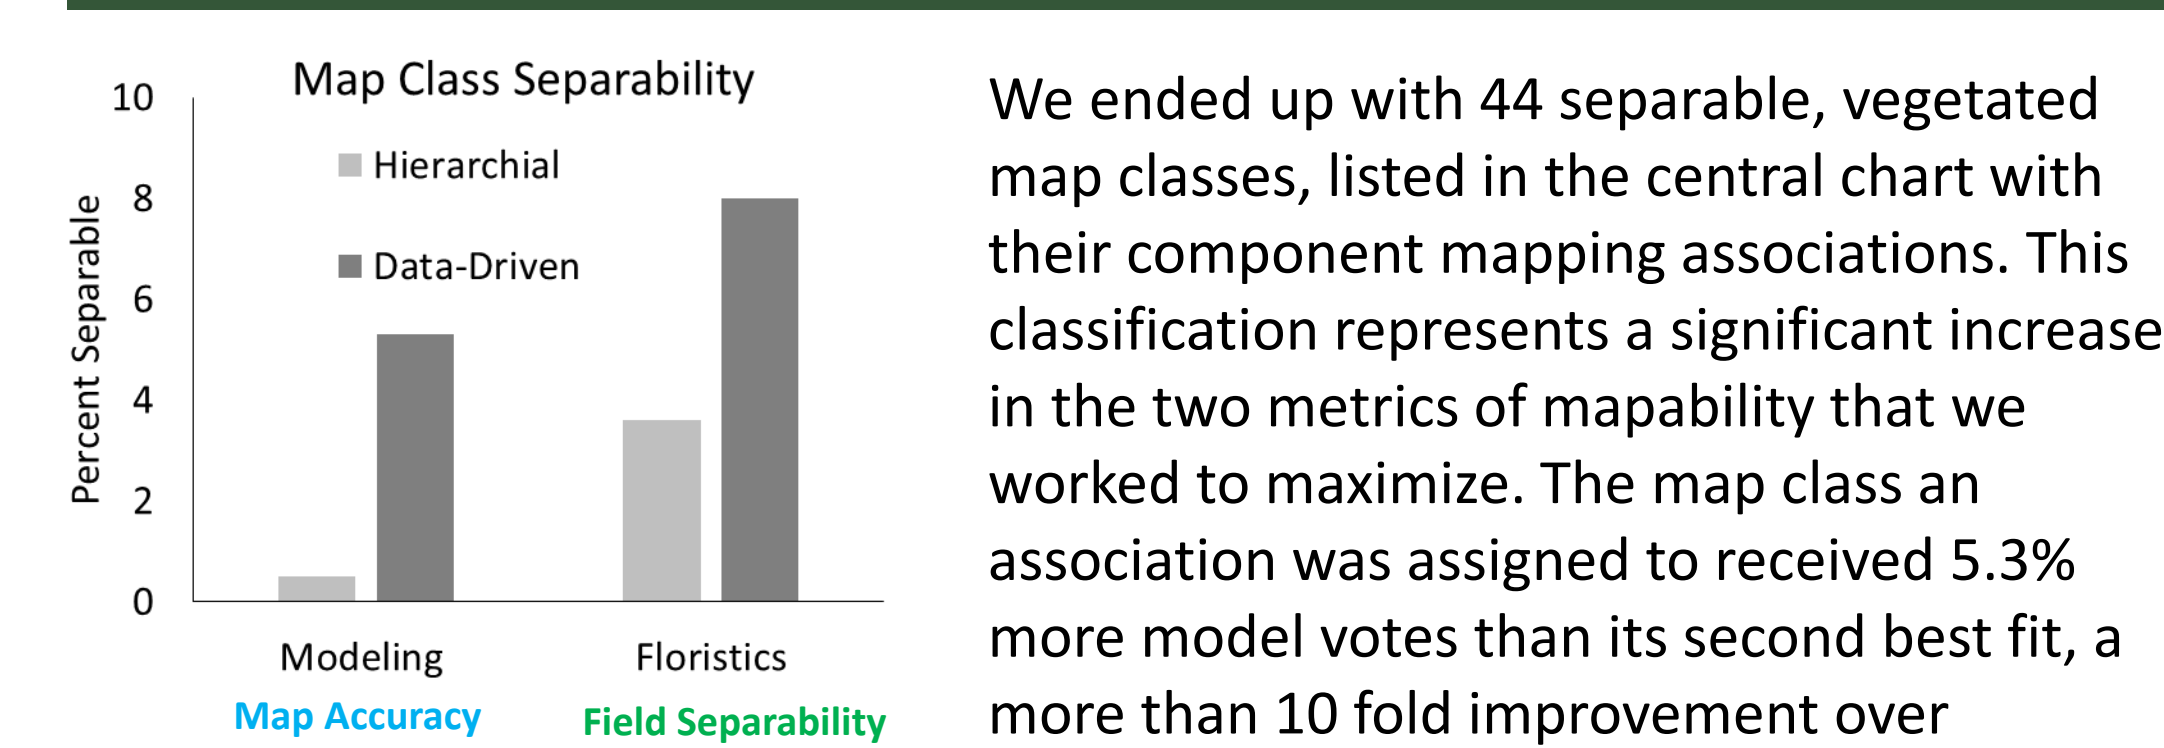 Map Class Separability
10
8
6
4
2
0
Percent Separable
Hierarchial
Data-Driven
Modeling
Floristics
Map Accuracy
Field Separability
We ended up with 44 separable, vegetated
map classes, listed in the central chart with
their component mapping associations. This
classification represents a significant increase
in the two metrics of mapability that we
worked to maximize. The map class an
association was assigned to received 5.3%
more model votes than its second best fit, a
more than 10 fold improvement over